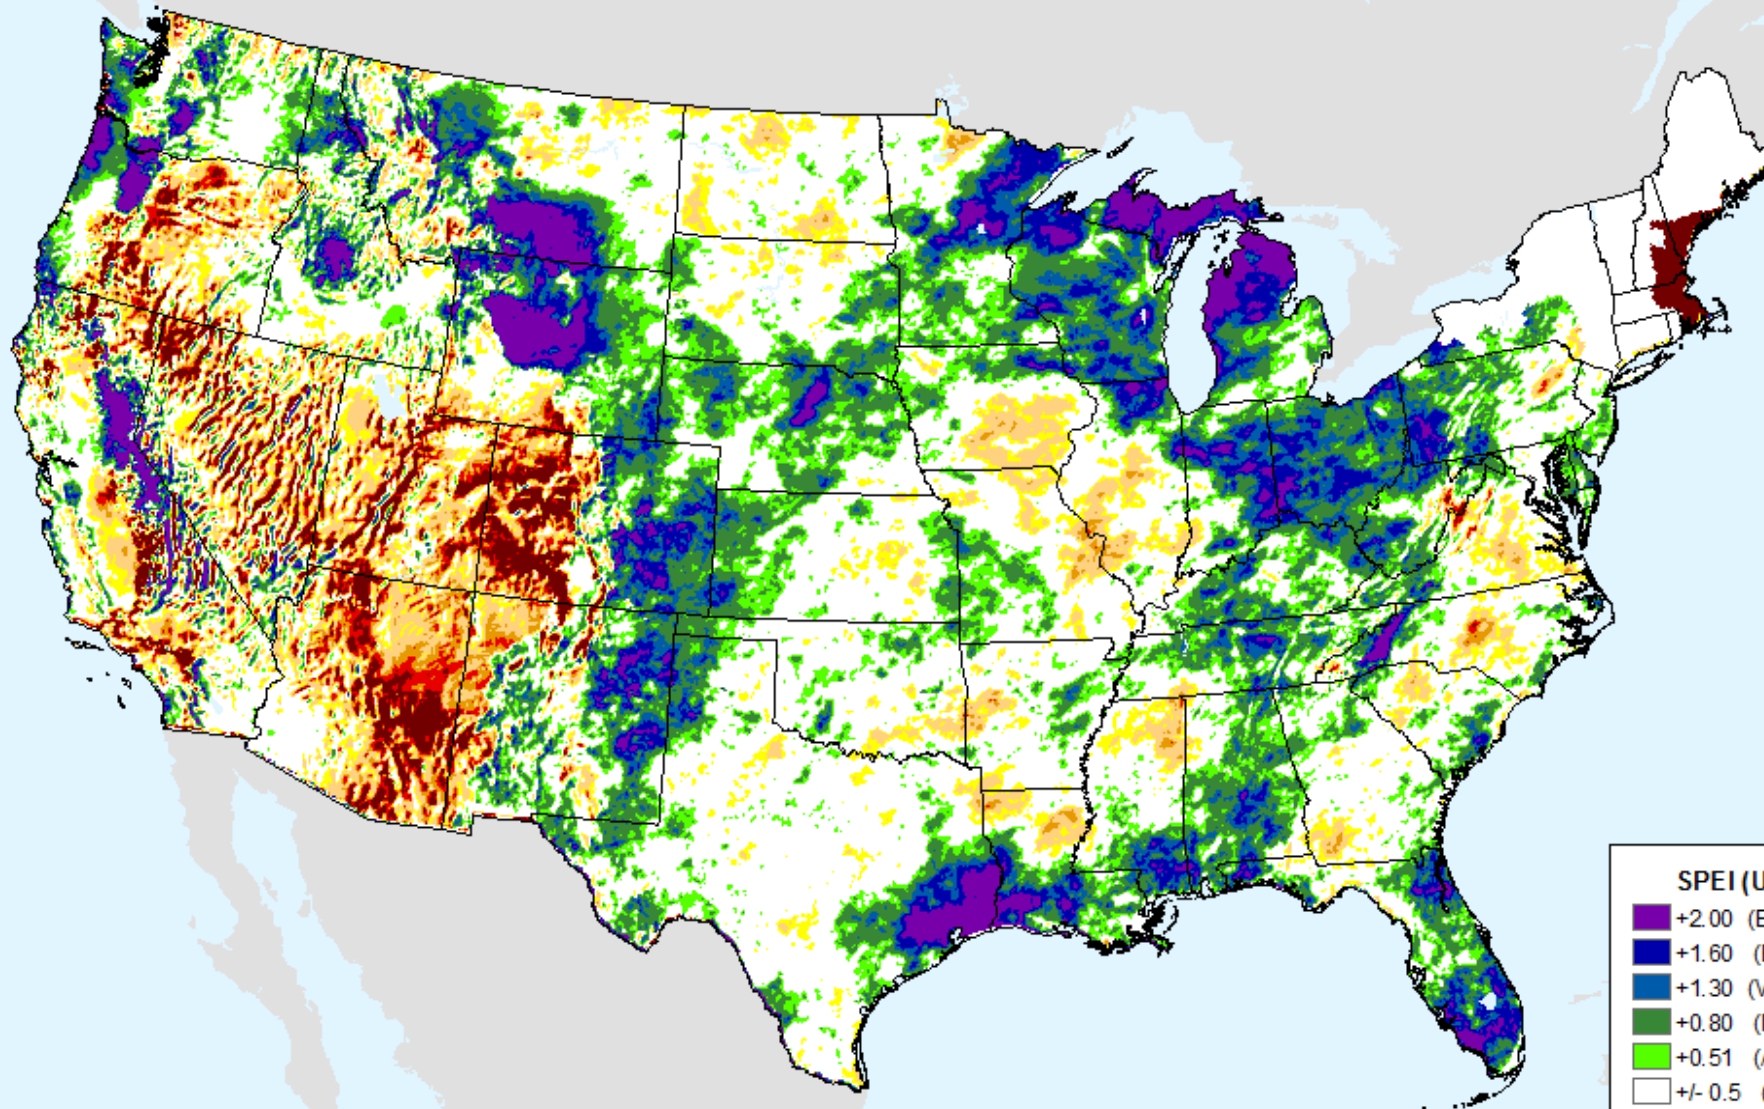 SPEI (U
+2.00 (E
+1.60 (
+1.30 (V
+0.80 (
+0.51 (
+/- 0.5 (